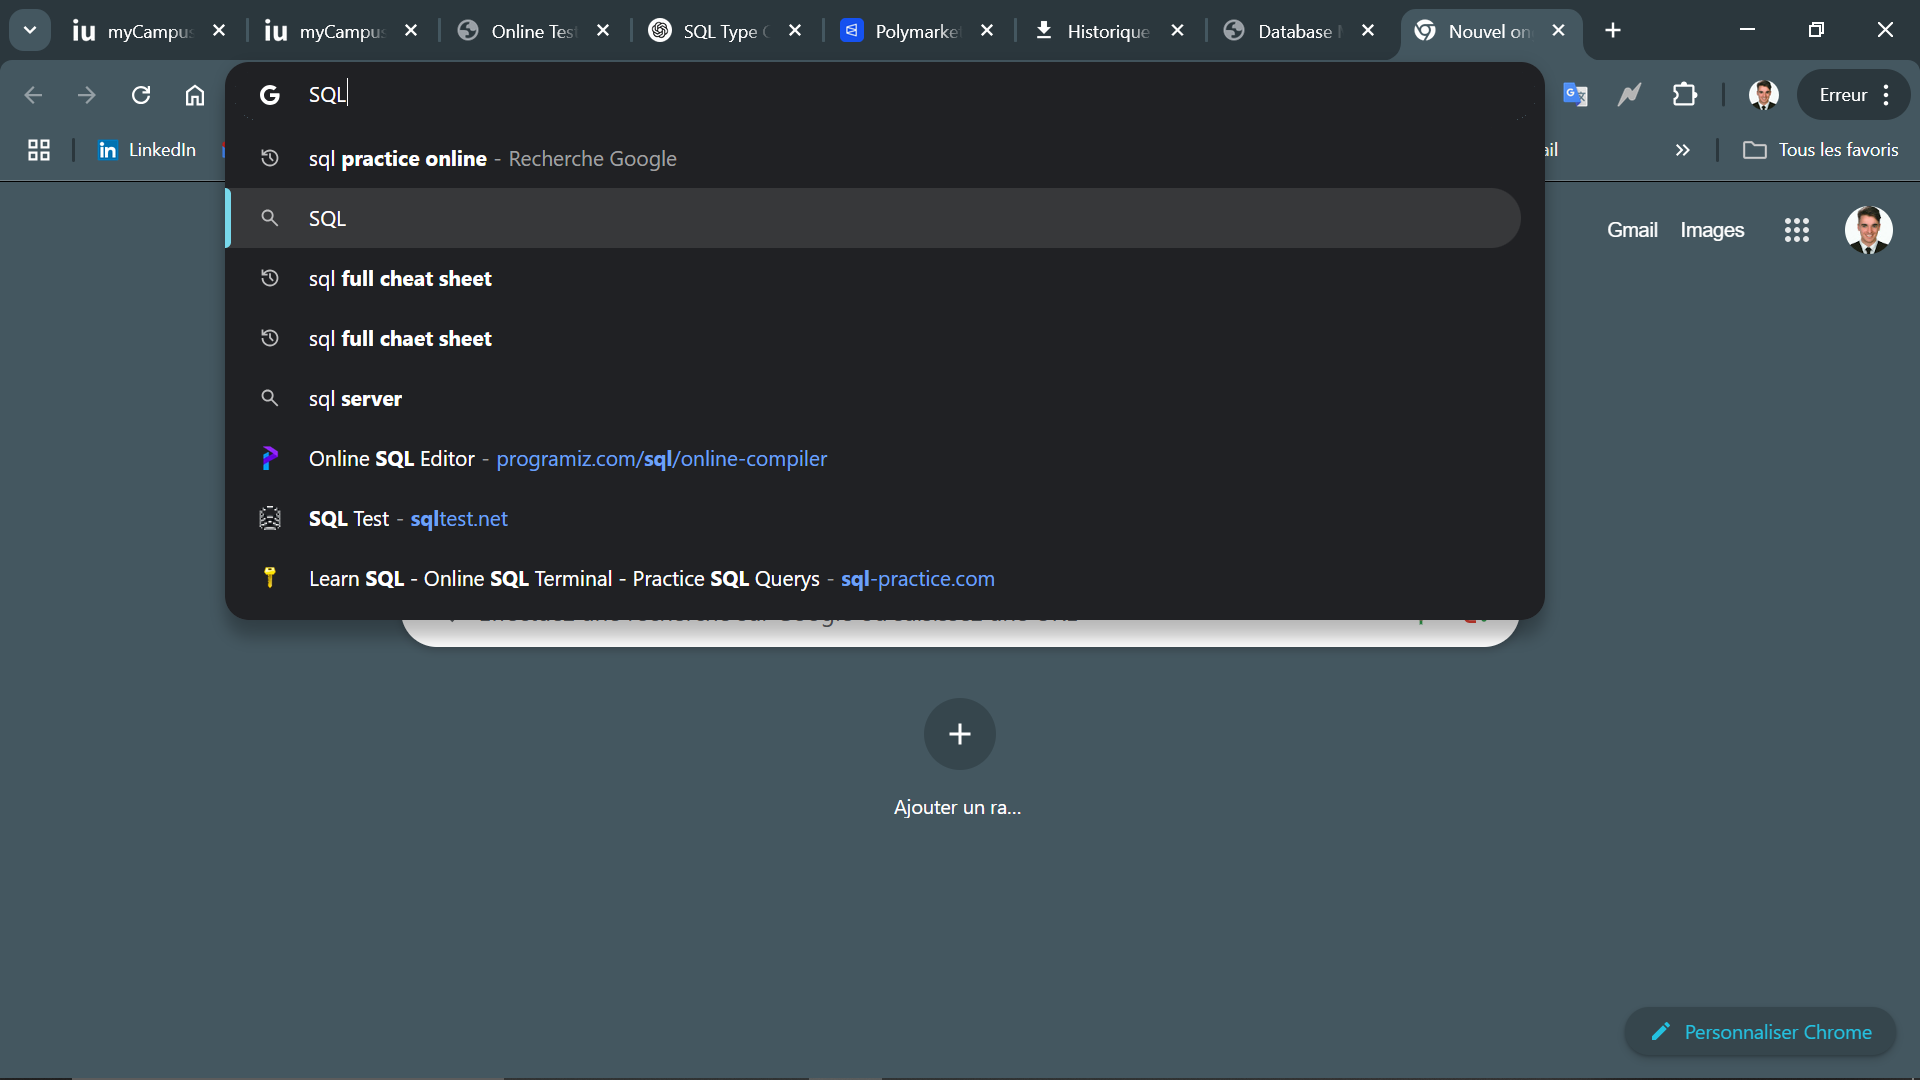 iu myCampus
iu myCampus
Online Test
SQL Type
Polymarket
Historique
Database
Nouvel on
SQL
Erreur
LinkedIn
ail
Tous les favoris
sql practice online - Recherche Google
SQL
sql full cheat sheet
sql full chaet sheet
sql server
Online SQL Editor - programiz.com/sql/online-compiler
SQL Test - sqltest.net
Learn SQL - Online SQL Terminal - Practice SQL Querys - sql-practice.com
Gmail Images
Ajouter un ra...
Personnaliser Chrome